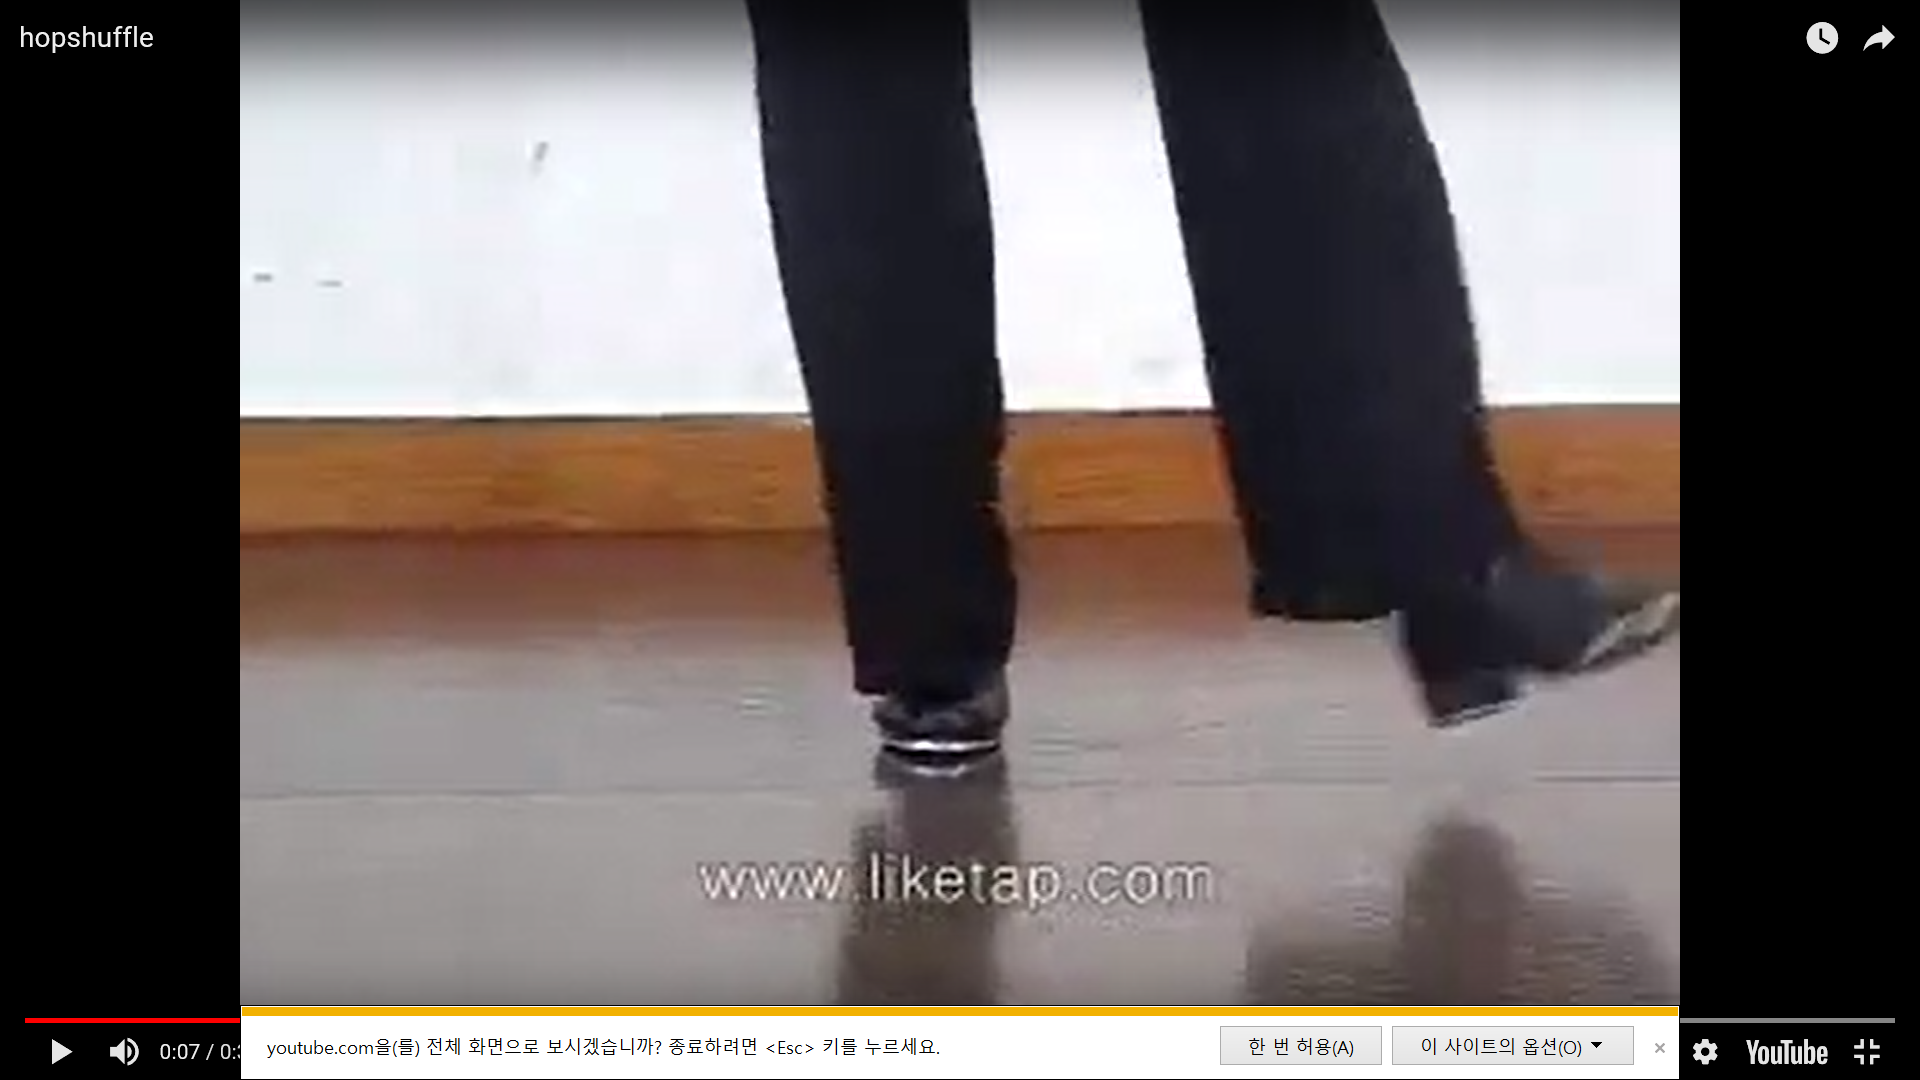 hopshuffle
www.liketap.com
youtube.com을(를) 전체 화면으로 보시겠습니까? 종료하려면 <Esc> 키를 누르세요.
한 번 허용(A)
이 사이트의 옵션(O)
0:07 / 0:
YouTube